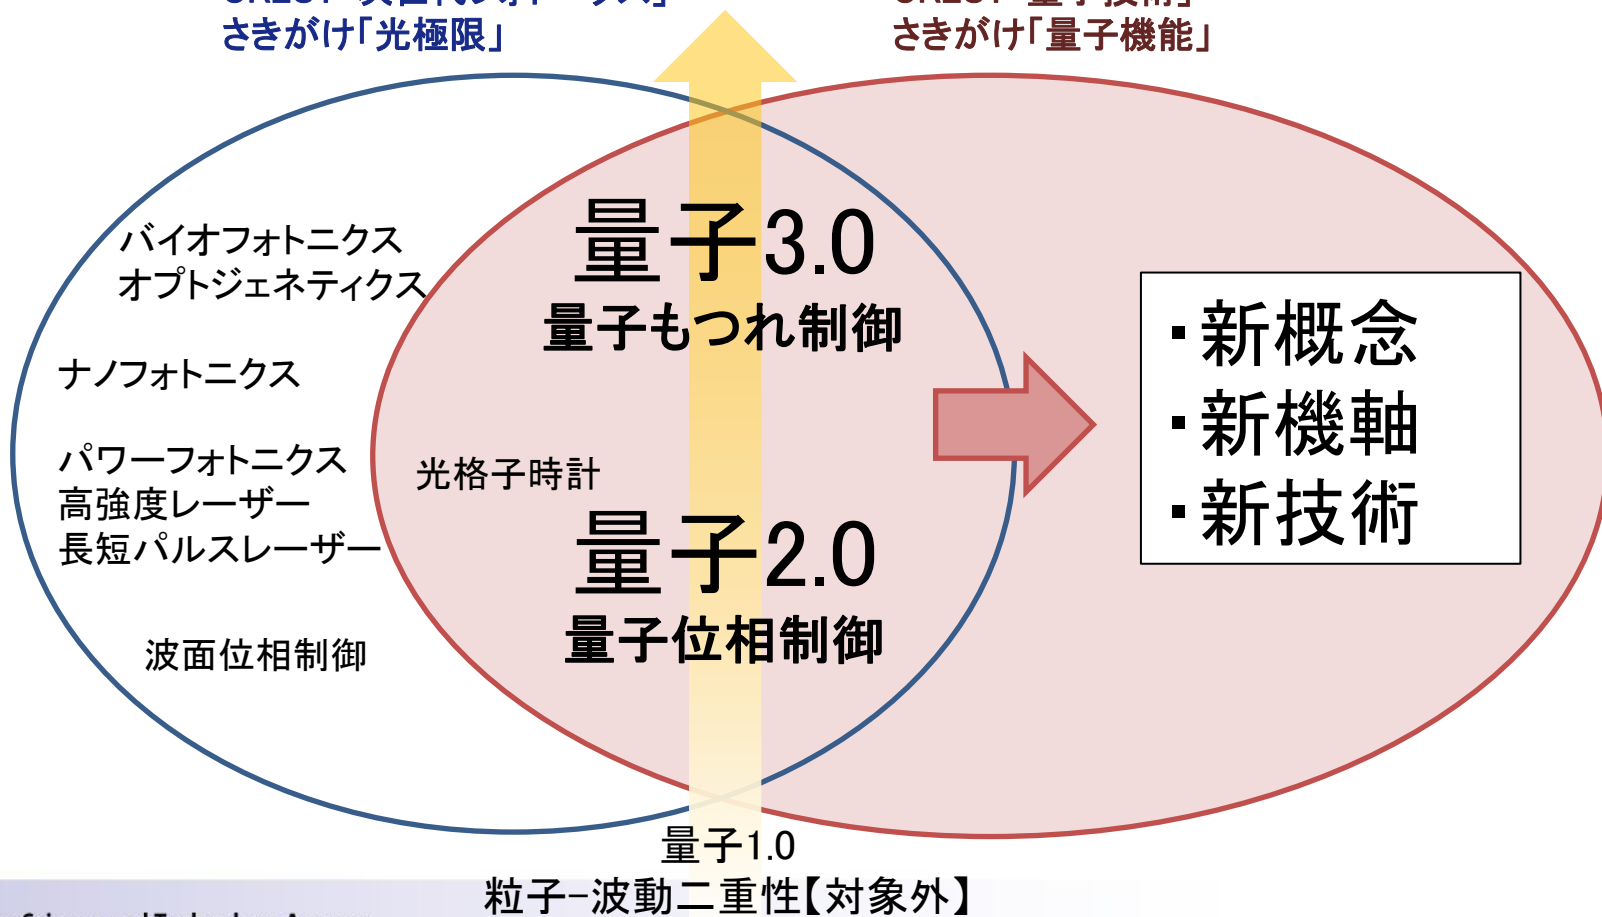 さきがけ「光極限」
量子技術」
さきがけ「量子機能」
バイオフォトニクス
オプトジェネティクス
ナノフォトニクス
パワーフォトニクス
高強度レーザー
長短パルスレーザー
波面位相制御
光格子時計
量子3.0
量子もつれ制御
量子2.0
量子位相制御
・新概念
・新機軸
・新技術
量子1.0
粒子-波動二重性【対象外】